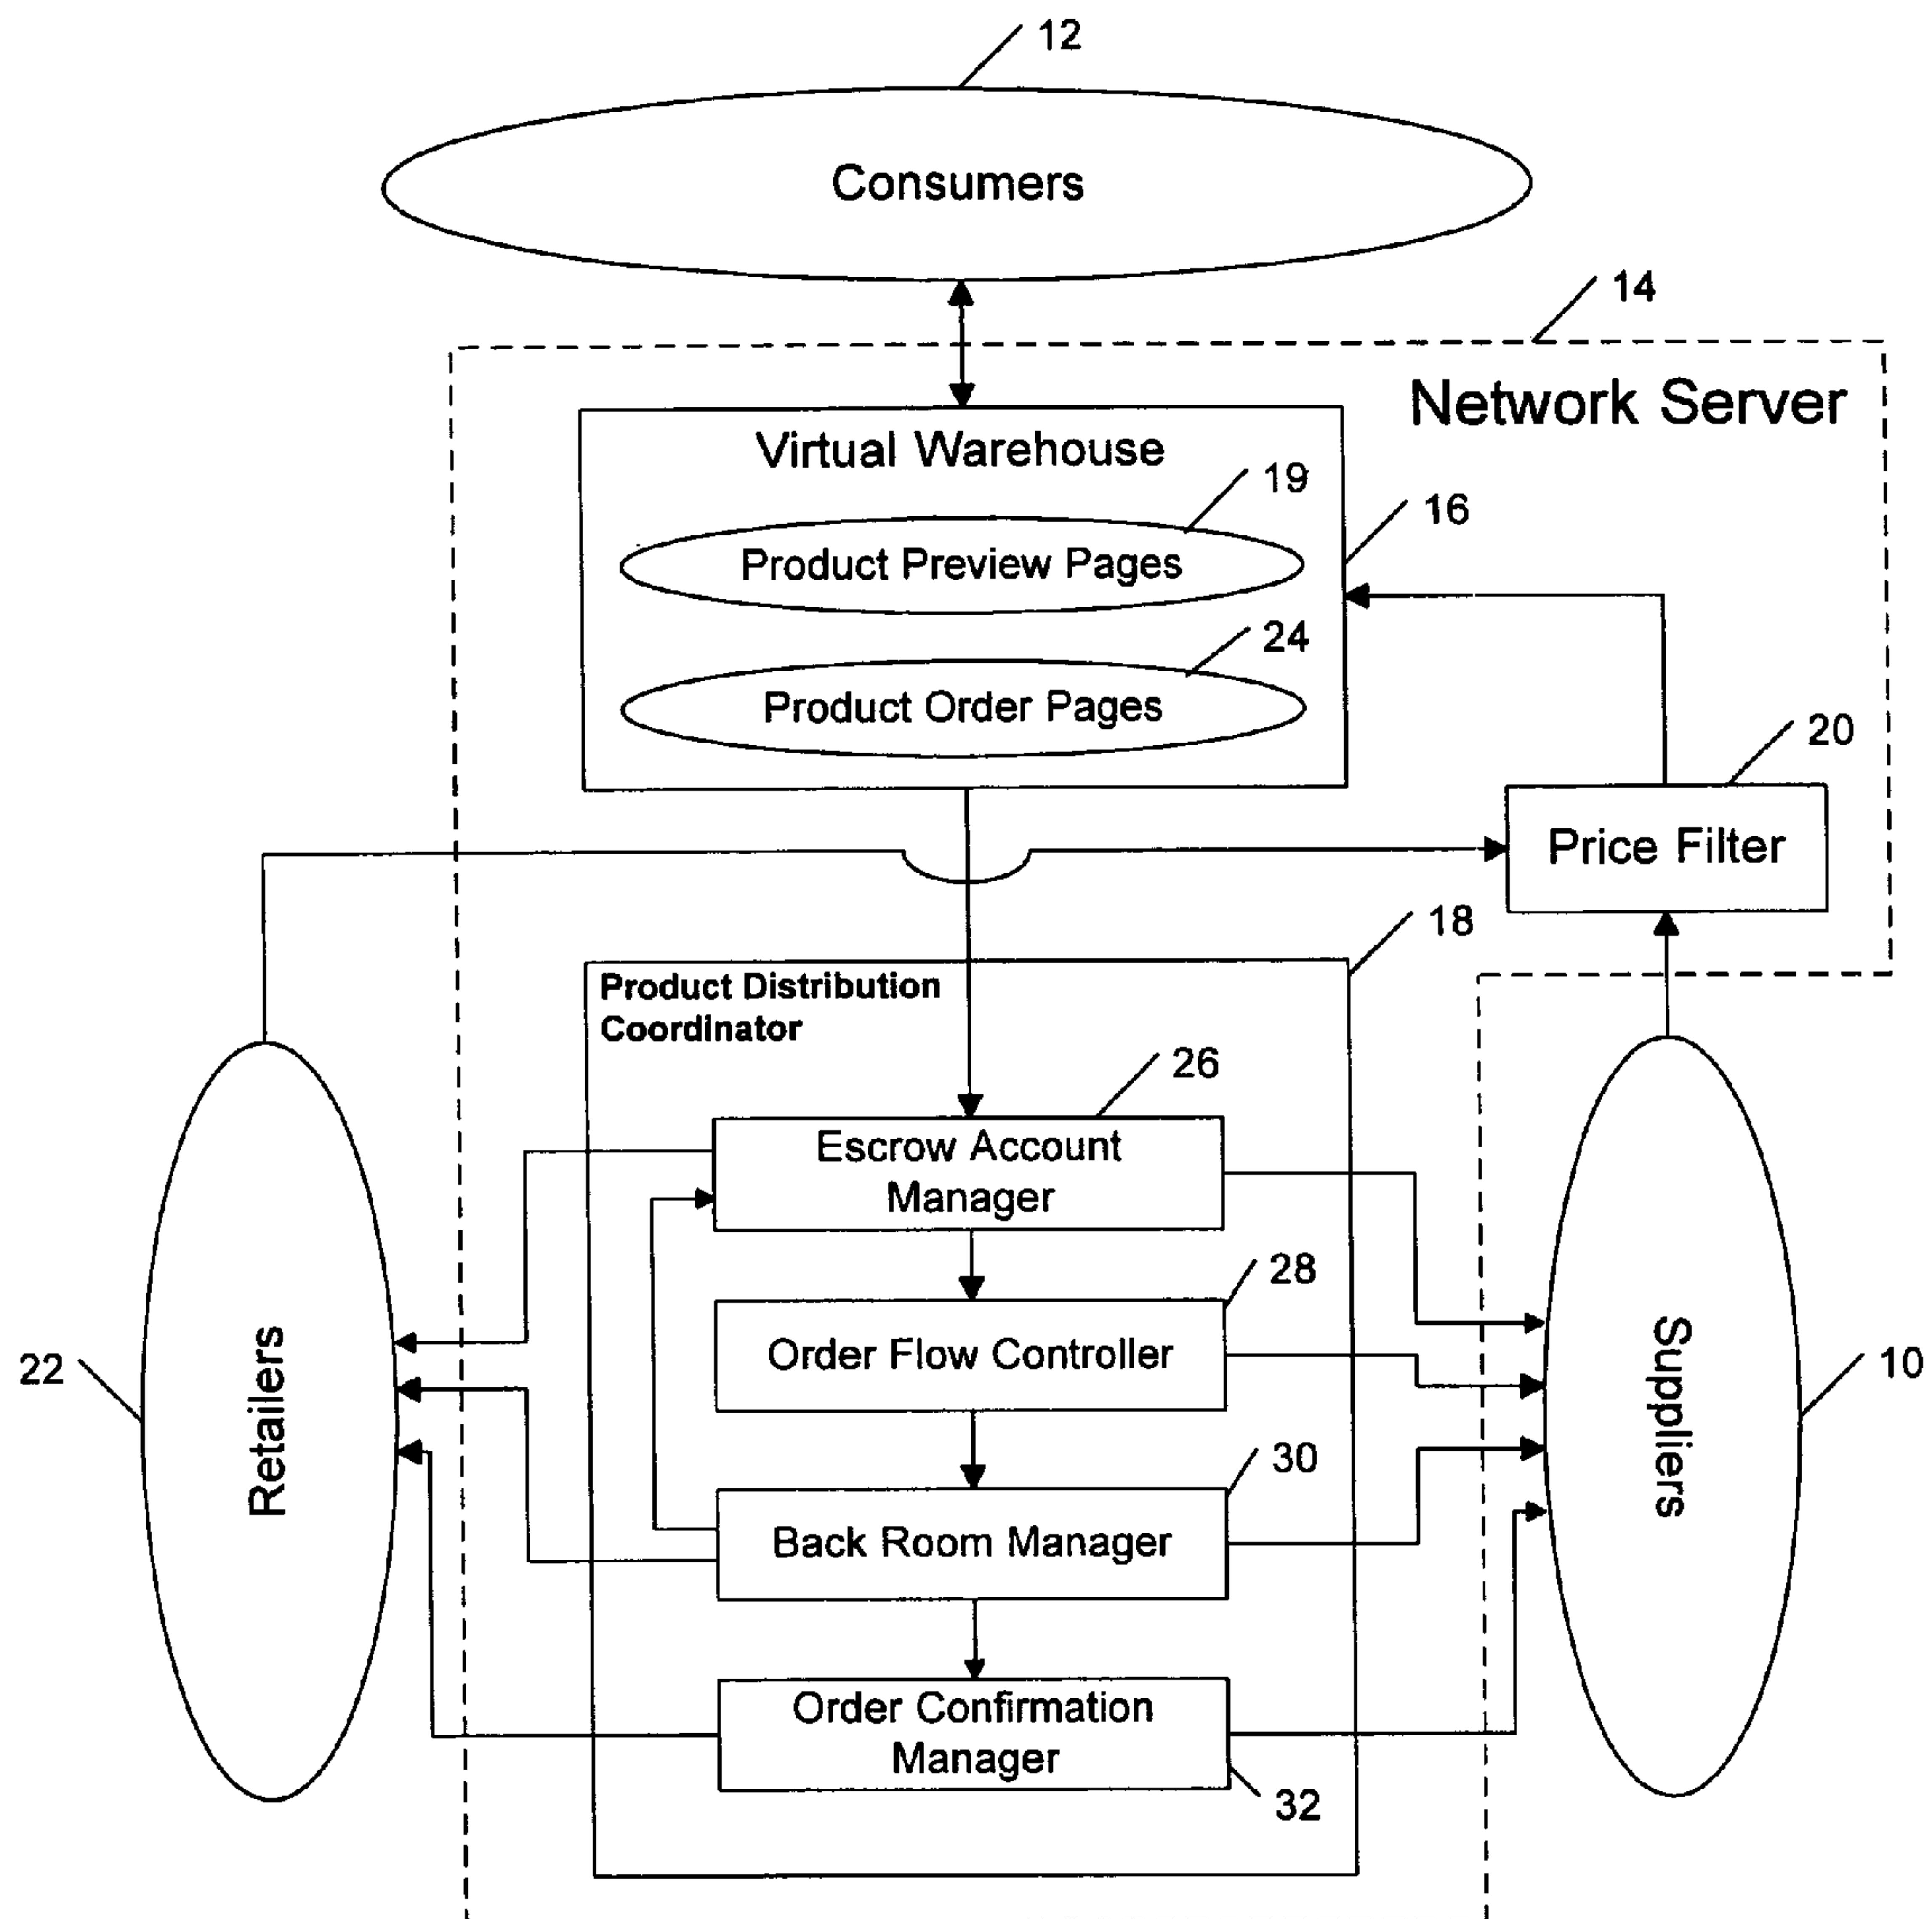 12
Consumers
14
Network Server
Virtual Warehouse
19
16
Product Preview Pages
24
Product Order Pages
20
Price Filter
18
Product Distribution
Coordinator
26
Escrow Account
Manager
28
Order Flow Controller
22
Retailers
Suppliers
10
30
Back Room Manager
Order Confirmation
Manager
32